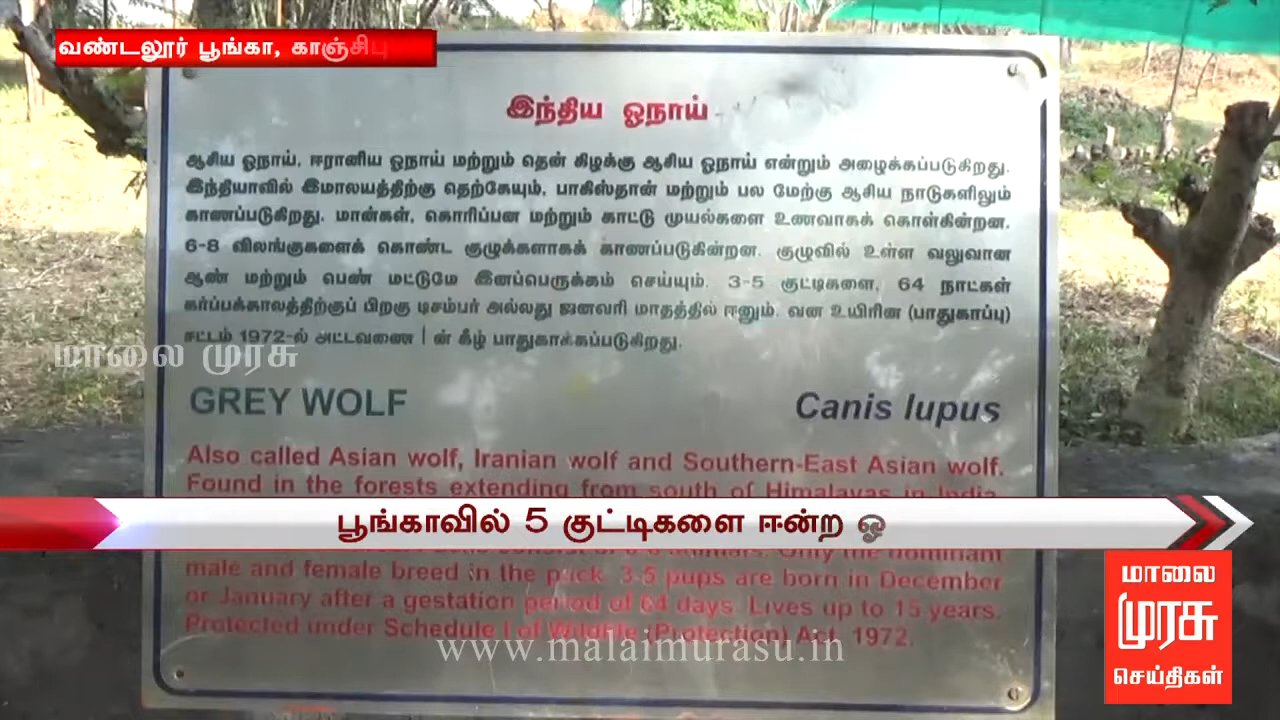 வண்டலூர் பூங்கா, காஞ்சிபு
இந்திய ஓநாய்
ஆசிய ஓநாய், ஈரானிய ஓநாய் மற்றும் தென் கிழக்கு ஆசிய ஓநாய் என்றும் அழைக்கப்படுகிறது.
இந்தியாவில் இமாலயத்திற்கு தெற்கேயும், பாகிஸ்தான் மற்றும் பல மேற்கு ஆசிய நாடுகளிலும்
காணப்படுகிறது. மான்கள், கொரிப்பன மற்றும் காட்டு முயல்களை உணவாகக் கொள்கின்றன.
6-8 விலங்குகளைக் கொண்ட குழுக்களாகக் காணப்படுகின்றன. குழுவில் உள்ள வலுவான
ஆண் மற்றும் பெண் மட்டுமே இனப்பெருக்கம் செய்யும். 3-5 குட்டிகளை, 64 நாட்கள்
கர்ப்பக்காலத்திற்குப் பிறகு டிசம்பர் அல்லது ஜனவரி மாதத்தில் ஈனும். வன உயிரின (பாதுகாப்பு)
சட்டம் 1972-ல் அட்டவணை I ன் கீழ் பாதுகாக்கப்படுகிறது.
மாலை முரசு
GREY WOLF Canis lupus
Also called Asian wolf, Iranian wolf and Southern-East Asian wolf.
Found in the forests extending from south of Himalayas in India,
பூங்காவில் 5 குட்டிகளை ஈன்ற ஓ
animals. Only the dominant
male and female breed in the pack. 3-5 pups are born in December
or January after a gestation period of 64 days. Lives up to 15 years.
Protected under Schedule I of Wildlife (Protection) Act, 1972.
www.malaimurasu.in
மாலை
முரசு
செய்திகள்